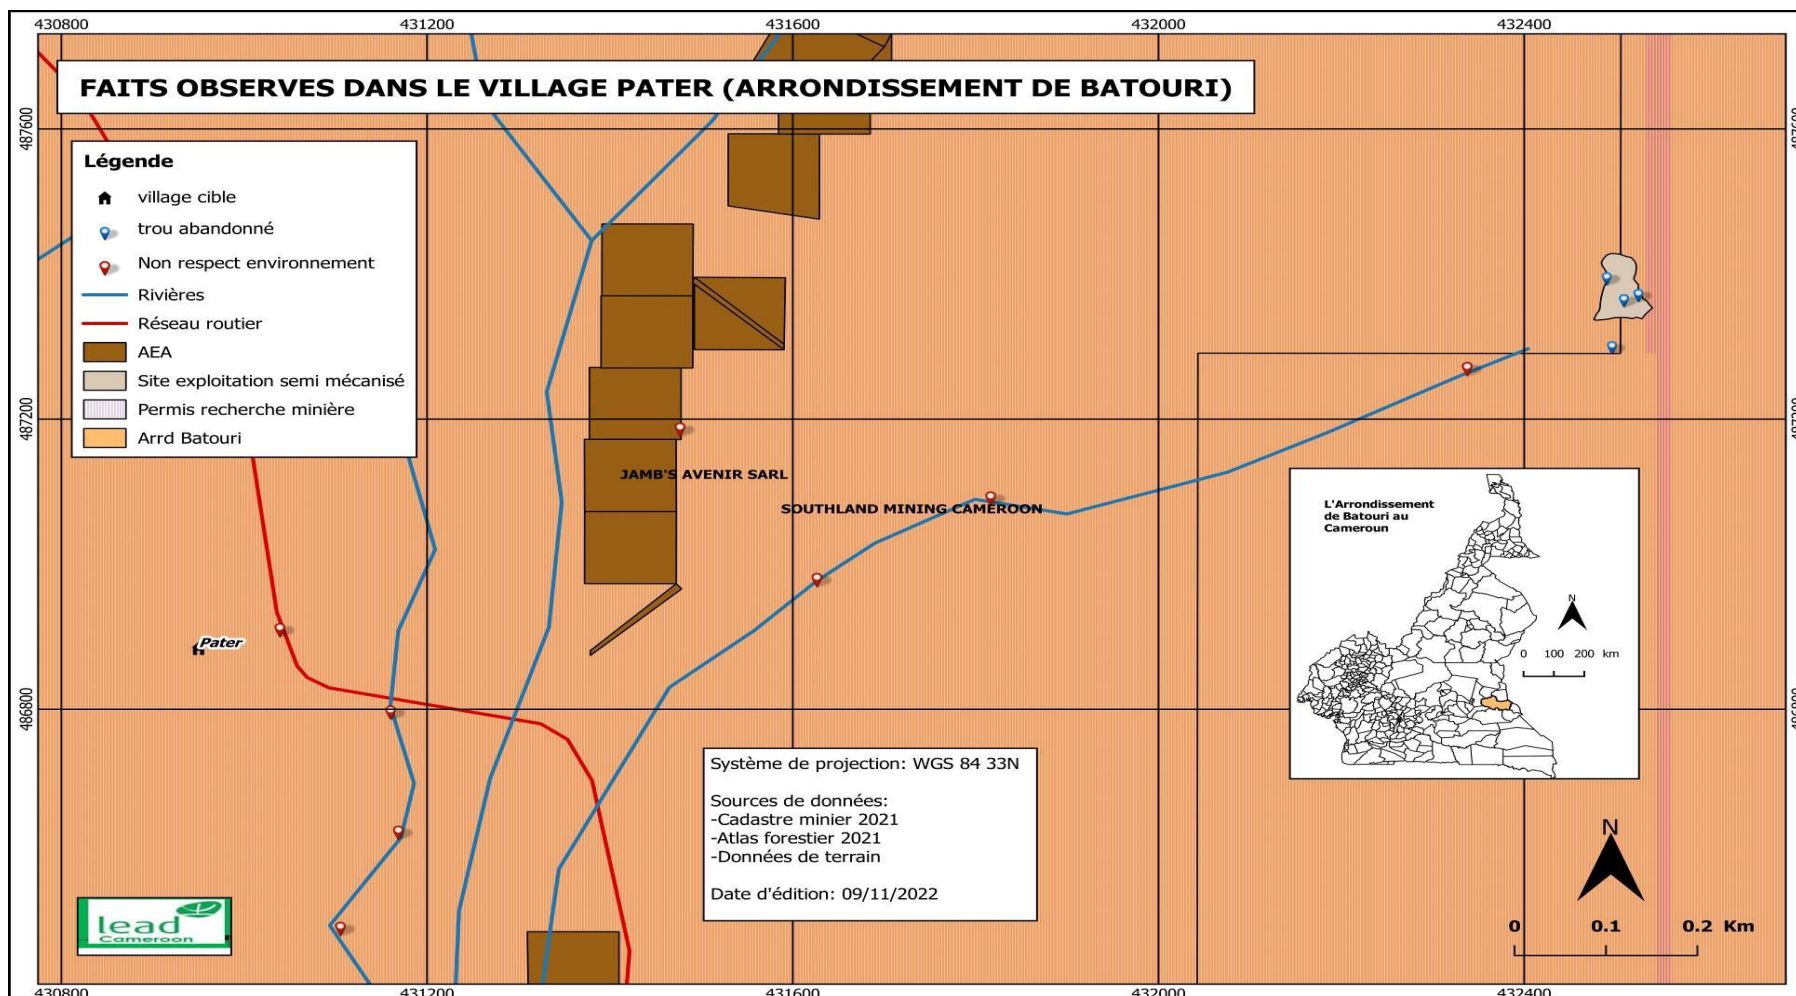 430800 431200 431600 432000 432400
FAITS OBSERVES DANS LE VILLAGE PATER (ARRONDISSEMENT DE BATOURI)
487600 487600
Légende
village cible
trou abandonné
Non respect environnement
Rivières
Réseau routier
AEA
Site exploitation semi mécanisé
Permis recherche minière
Arrd Batouri
487200 487200
JAMB'S AVENIR SARL
SOUTHLAND MINING CAMEROON
L'Arrondissement
de Batouri au
Cameroun
N
0 100 200 km
Pater
486800 486800
Système de projection: WGS 84 33N
Sources de données:
-Cadastre minier 2021
-Atlas forestier 2021
-Données de terrain
Date d'édition: 09/11/2022
N
0 0.1 0.2 Km
lead
Cameroon
430800 431200 431600 432000 432400